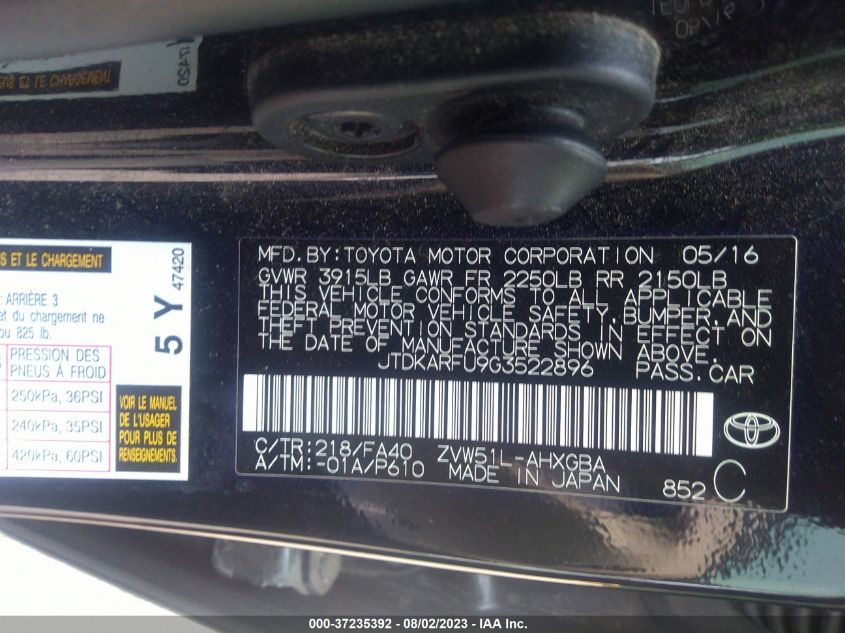 MFD.BY:TOYOTA MOTOR CORPORATION 05/16
GVWR 3915LB GAWR FR 2250LB RR 2150LB
THIS VEHICLE CONFORMS TO ALL APPLICABLE
FEDERAL MOTOR VEHICLE SAFETY, BUMPER, AND
THEFT PREVENTION STANDARDS IN EFFECT ON
THE DATE OF MANUFACTURE SHOWN ABOVE.
JTDKARFU9G3522896 PASS.CAR
C/TR:218/FA40 ZVW51L-AHXGBA
A/TM:-01A/P610 MADE IN JAPAN 852 C
ET LE CHARGEMENT
: ARRIÈRE 3
et du chargement ne
ou 825 lb.
PRESSION DES
PNEUS À FROID
250kPa, 36PSI
240kPa, 35PSI
420kPa, 60PSI
VOIR LE MANUEL
DE L'USAGER
POUR PLUS DE
RENSEIGNEMENTS.
5 Y
47420
000-37235392 - 08/02/2023 - IAA Inc.